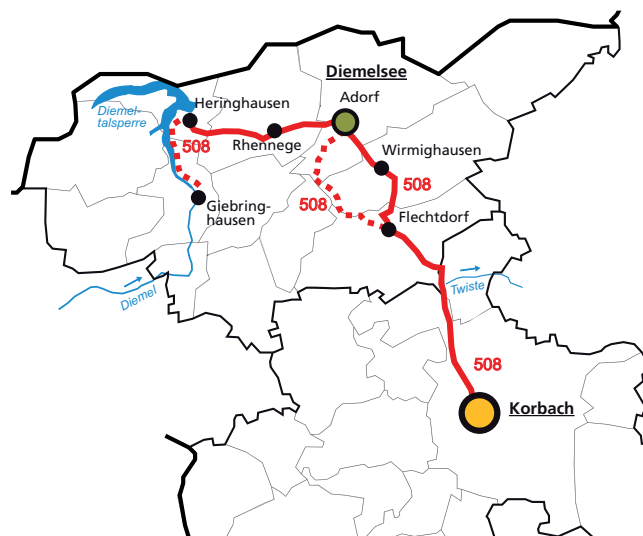 Diemelsee
Adorf
Diemel-
talsperre
Heringhausen
Rhennege
508
Wirmighausen
508
Giebring-
hausen
508
Flechtdorf
Diemel
Twiste
508
Korbach